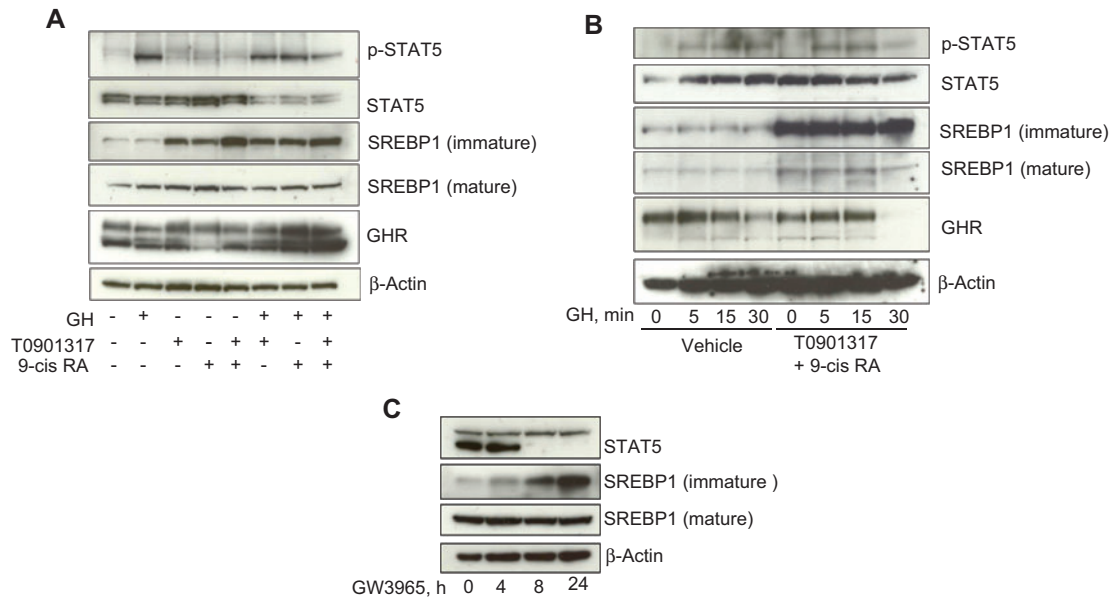 A
p-STAT5
STAT5
SREBP1 (immature)
SREBP1 (mature)
GHR
β-Actin
GH - + - - - + + +
T0901317 - - + - + + - +
9-cis RA - - - + + - + +
B
p-STAT5
STAT5
SREBP1 (immature)
SREBP1 (mature)
GHR
β-Actin
GH, min 0 5 15 30 0 5 15 30
Vehicle
T0901317
+ 9-cis RA
C
STAT5
SREBP1 (immature )
SREBP1 (mature)
β-Actin
GW3965, h 0 4 8 24